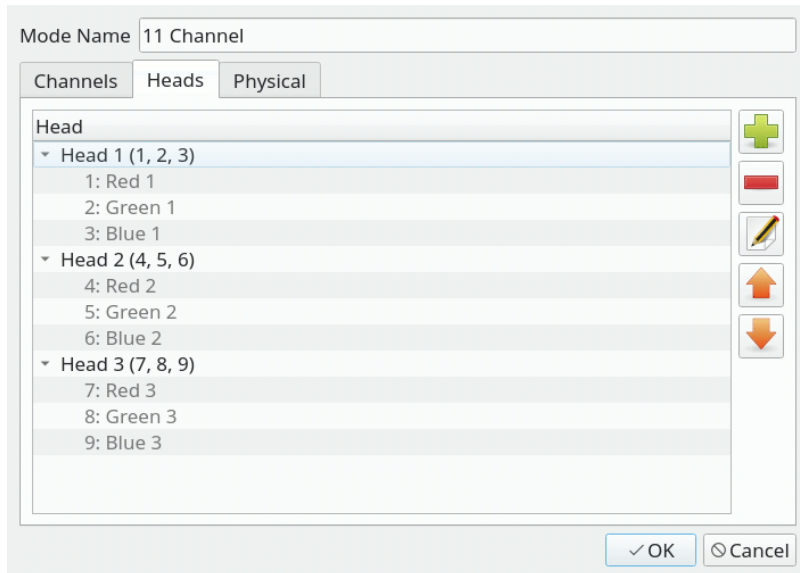 Mode Name 11 Channel
Channels Heads Physical
Head
Head 1 (1, 2, 3)
1: Red 1
2: Green 1
3: Blue 1
Head 2 (4, 5, 6)
4: Red 2
5: Green 2
6: Blue 2
Head 3 (7, 8, 9)
7: Red 3
8: Green 3
9: Blue 3
OK Cancel